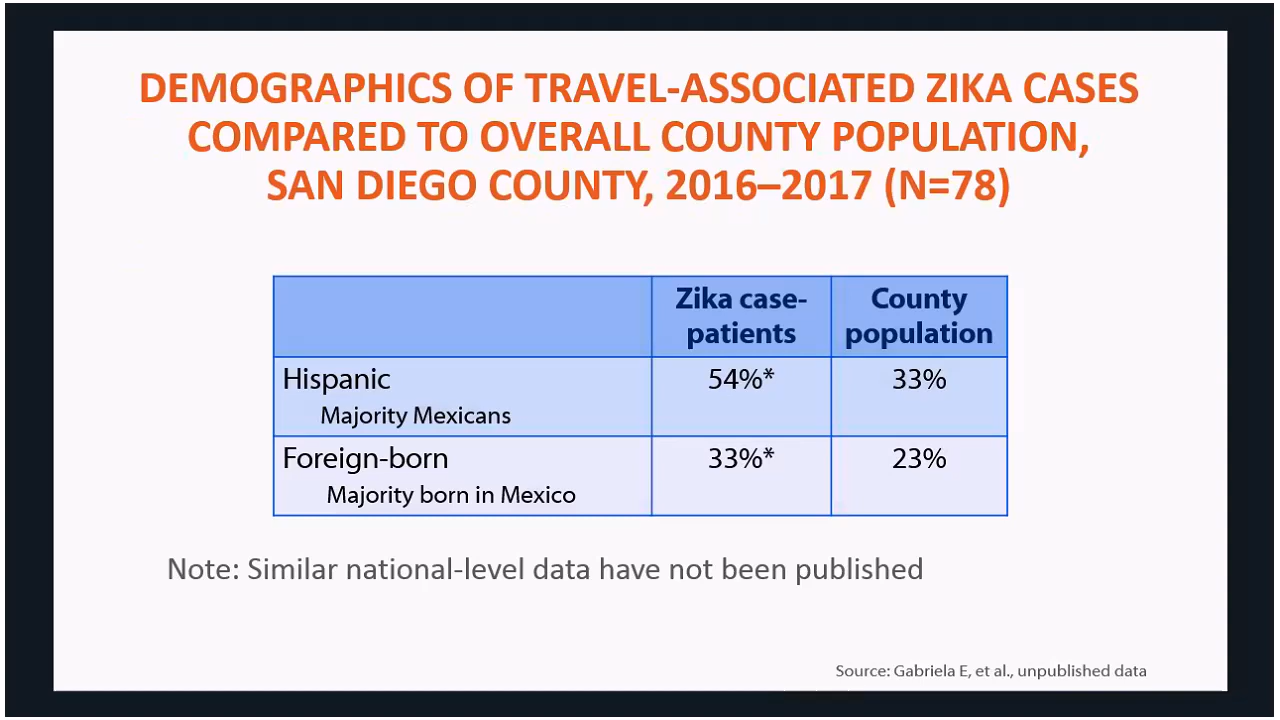 DEMOGRAPHICS OF TRAVEL-ASSOCIATED ZIKA CASES
COMPARED TO OVERALL COUNTY POPULATION,
SAN DIEGO COUNTY, 2016–2017 (N=78)
Zika case-
patients
County
population
Hispanic
Majority Mexicans
54%*
33%
Foreign-born
Majority born in Mexico
33%*
23%
Note: Similar national-level data have not been published
Source: Gabriela E, et al., unpublished data